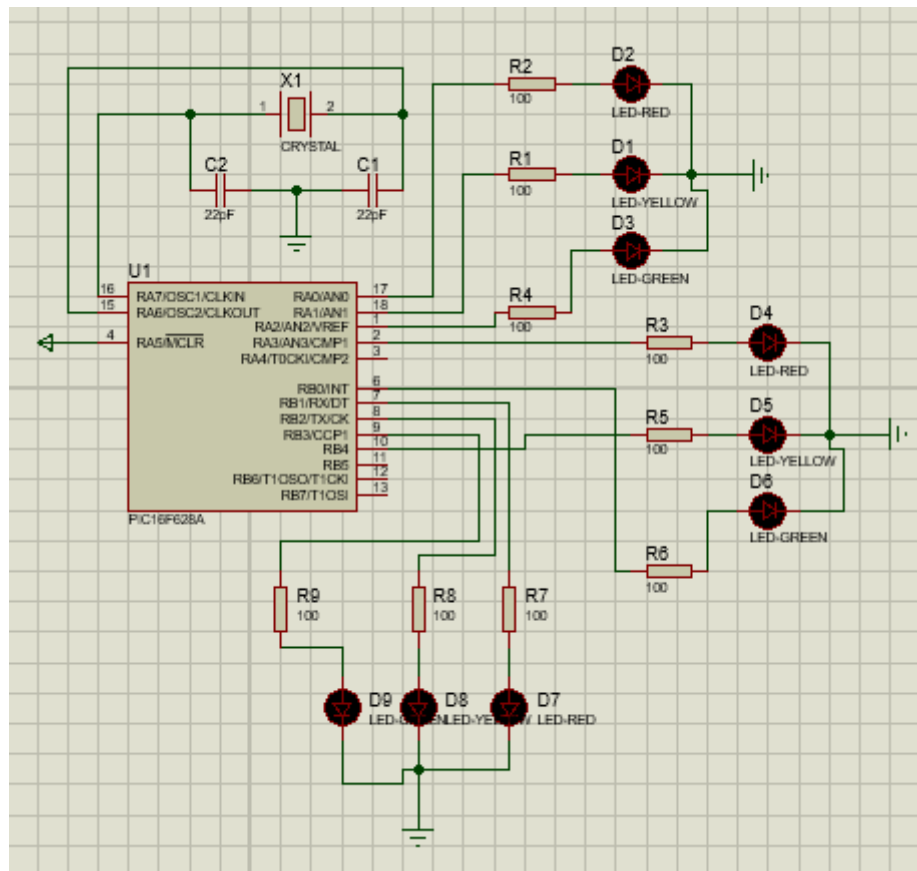 D2
R2
100
LED-RED
X1
1
2
CRYSTAL
D1
R1
100
LED-YELLOW
C2
22pF
C1
22pF
D3
LED-GREEN
R4
100
U1
16
RA7/OSC1/CLKIN
15
RA6/OSC2/CLKOUT
4
RA5/MCLR
RA0/AN0
17
RA1/AN1
18
RA2/AN2/VREF
1
RA3/AN3/CMP1
2
RA4/T0CKI/CMP2
3
RB0/INT
6
RB1/RX/DT
7
RB2/TX/CK
8
RB3/CCP1
9
RB4
10
RB5
11
RB6/T1OSO/T1CKI
12
RB7/T1OSI
13
PIC16F628A
R3
100
D4
LED-RED
R5
100
D5
LED-YELLOW
D6
LED-GREEN
R6
100
R9
100
R8
100
R7
100
D9
LED-GREEN
D8
LED-YELLOW
D7
LED-RED